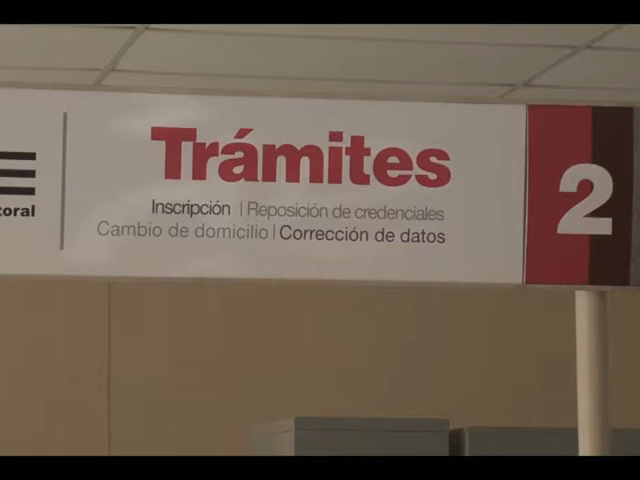 Trámites
2
toral
Inscripción | Reposición de credenciales
Cambio de domicilio | Corrección de datos